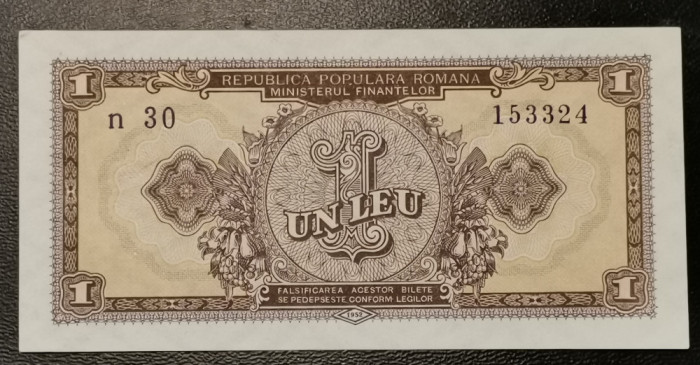 1 REPUBLICA POPULARA ROMANA 1
MINISTERUL FINANTELOR
n 30 153324
1
UN LEU
FALSIFICAREA ACESTOR BILETE
SE PEDEPSESTE CONFORM LEGILOR
1 1
1952